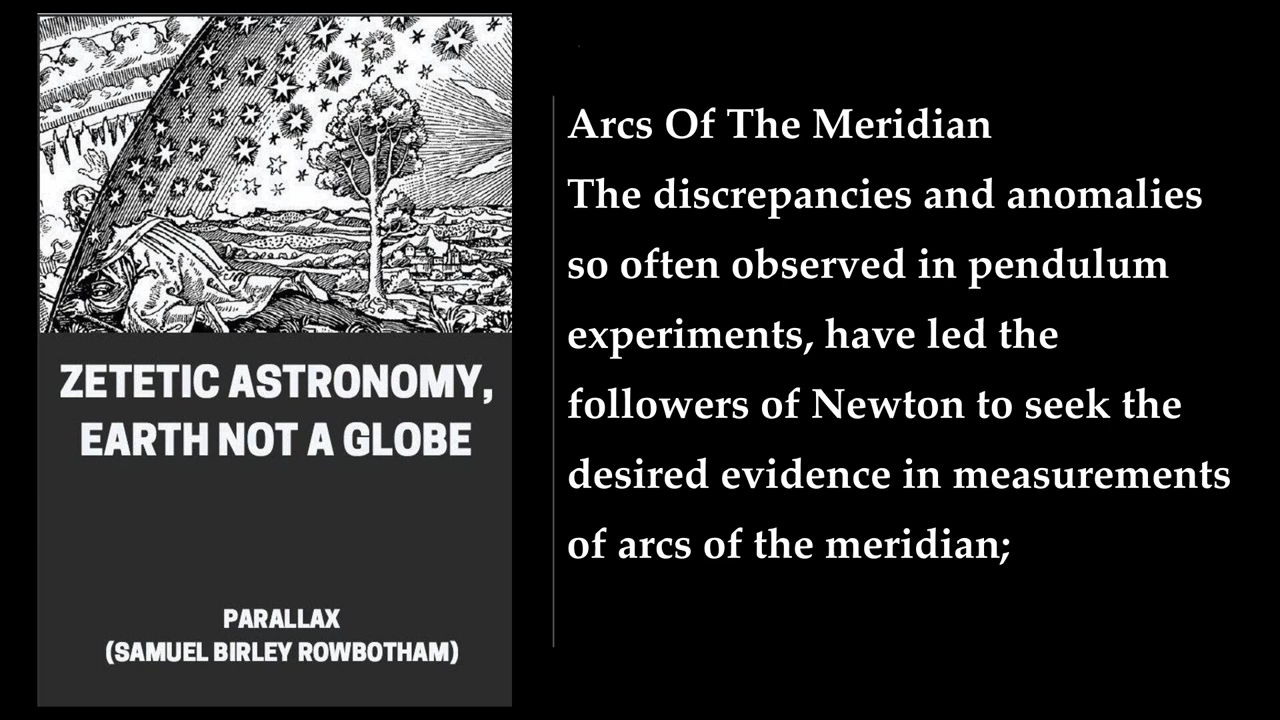 ZETETIC ASTRONOMY,
EARTH NOT A GLOBE
PARALLAX
(SAMUEL BIRLEY ROWBOTHAM)
Arcs Of The Meridian
The discrepancies and anomalies
so often observed in pendulum
experiments, have led the
followers of Newton to seek the
desired evidence in measurements
of arcs of the meridian;